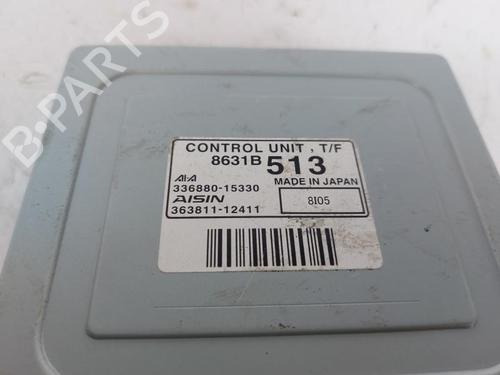 B-PARTS
CONTROL UNIT, T/F
8631B 513
336880-15330 MADE IN JAPAN
AISIN
363811-12411 8I05